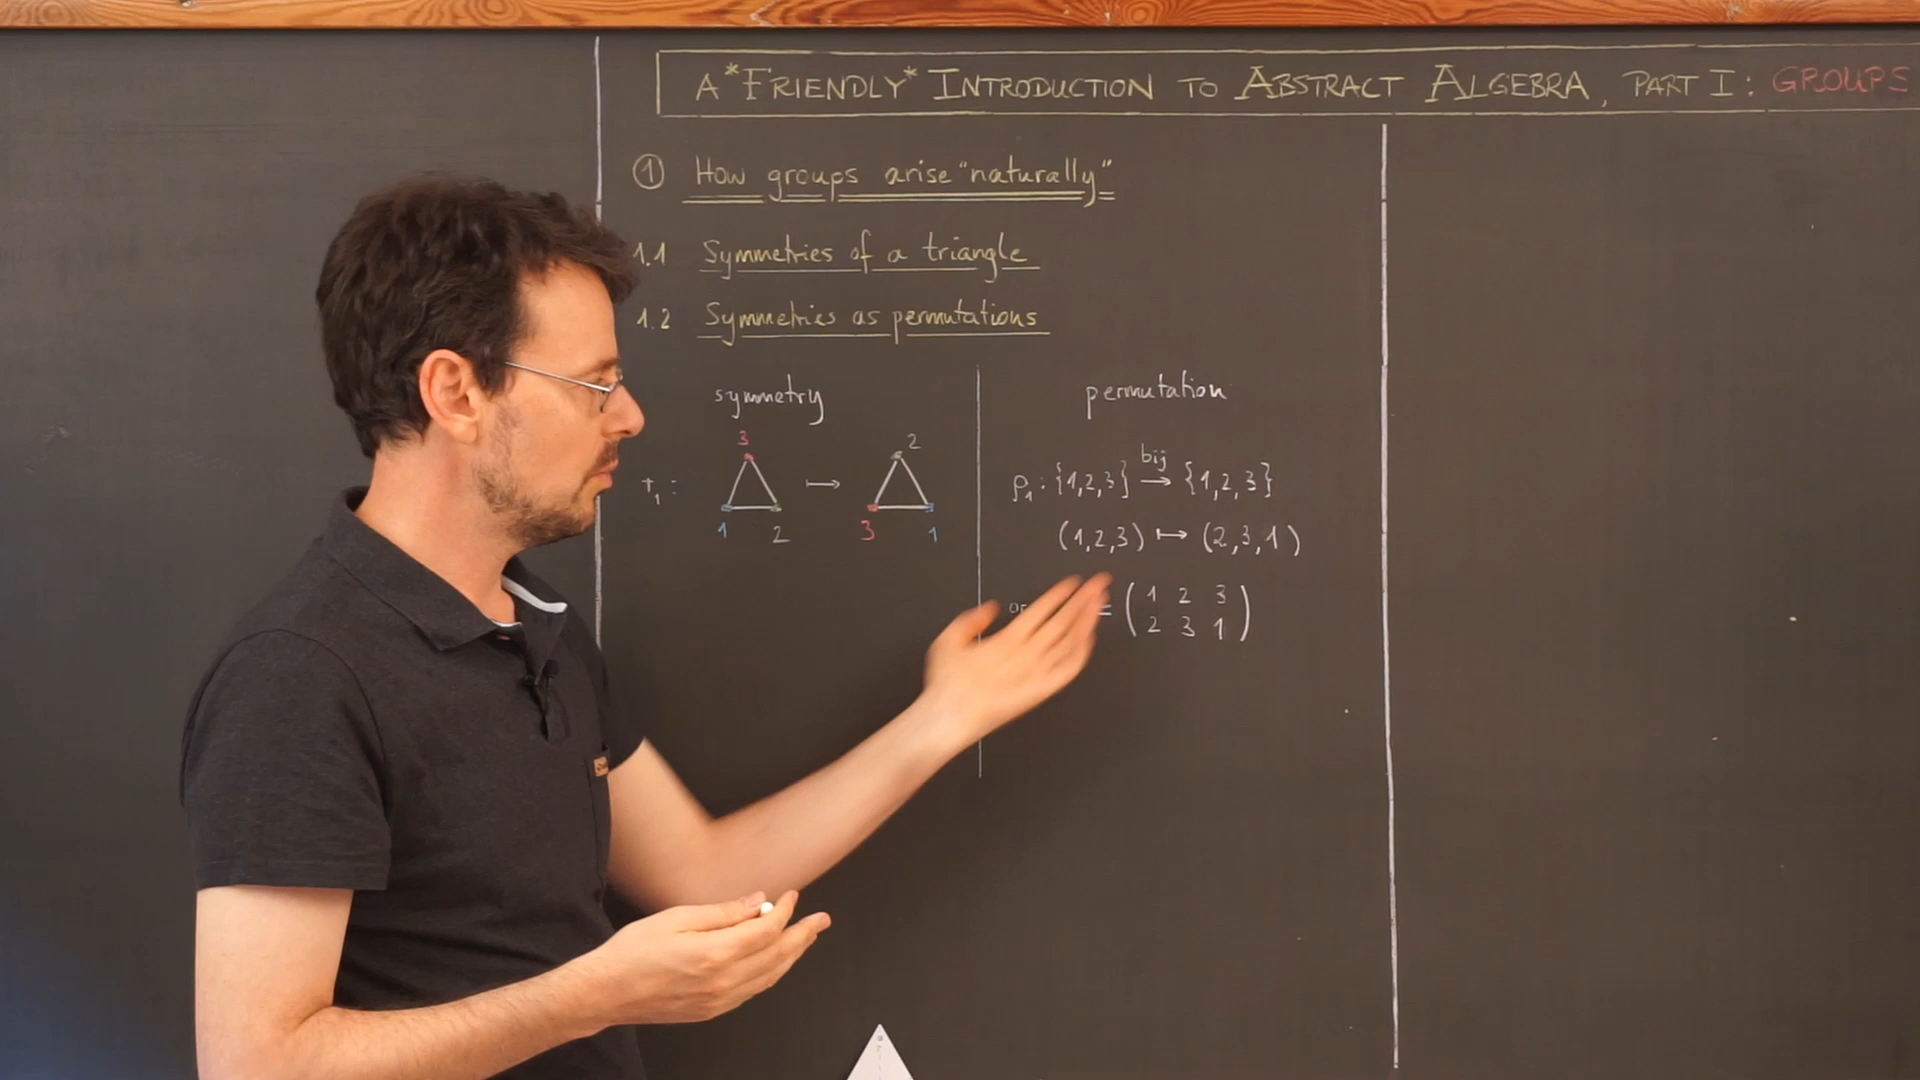 A *FRIENDLY* INTRODUCTION TO ABSTRACT ALGEBRA, PART I: GROUPS
① How groups arise "naturally"
1.1 Symmetries of a triangle
1.2 Symmetries as permutations
symmetry
3
2
1 2
3 1
permutation
ρ₁: {1,2,3} bij→ {1,2,3}
(1,2,3) ↦ (2,3,1)
= ( 1 2 3
2 3 1 )